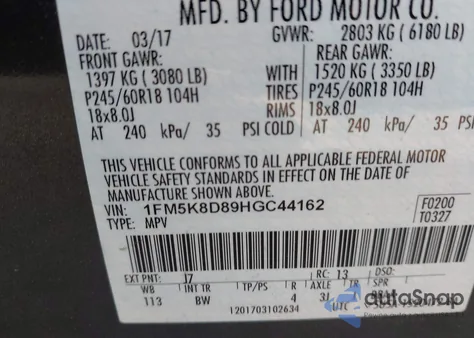 MFD. BY FORD MOTOR CO.
DATE: 03/17 GVWR: 2803 KG ( 6180 LB)
FRONT GAWR: REAR GAWR:
1397 KG ( 3080 LB) WITH 1520 KG ( 3350 LB)
P245/60R18 104H TIRES P245/60R18 104H
18x8.0J RIMS 18x8.0J
AT 240 kPa/ 35 PSI COLD AT 240 kPa/ 35 PSI
THIS VEHICLE CONFORMS TO ALL APPLICABLE FEDERAL MOTOR
VEHICLE SAFETY STANDARDS IN EFFECT ON THE DATE OF
MANUFACTURE SHOWN ABOVE.
VIN: 1FM5K8D89HGC44162 F0200
TYPE: MPV T0327
EXT PNT: J7 RC: 13 DSO:
WB INT TR TP/PS R AXLE TR SPR
113 BW 4 3L
1201703102634 UTC
autoSnap